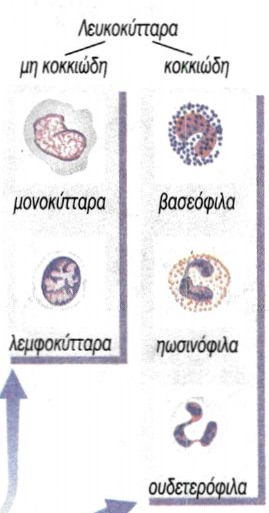 Λευκοκύτταρα
μη κοκκιώδη κοκκιώδη
μονοκύτταρα βασεόφιλα
λεμφοκύτταρα ηωσινόφιλα
ουδετερόφιλα